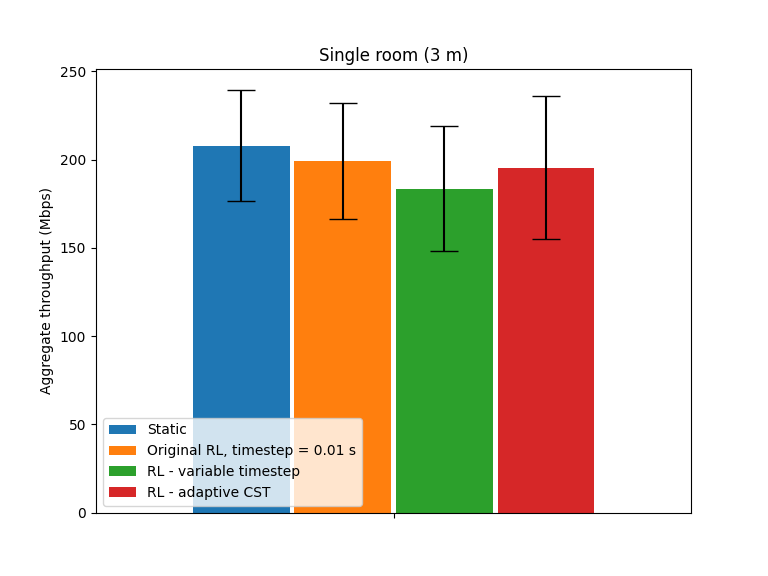 Single room (3 m)
Aggregate throughput (Mbps)
250
200
150
100
50
0
Static
Original RL, timestep = 0.01 s
RL - variable timestep
RL - adaptive CST